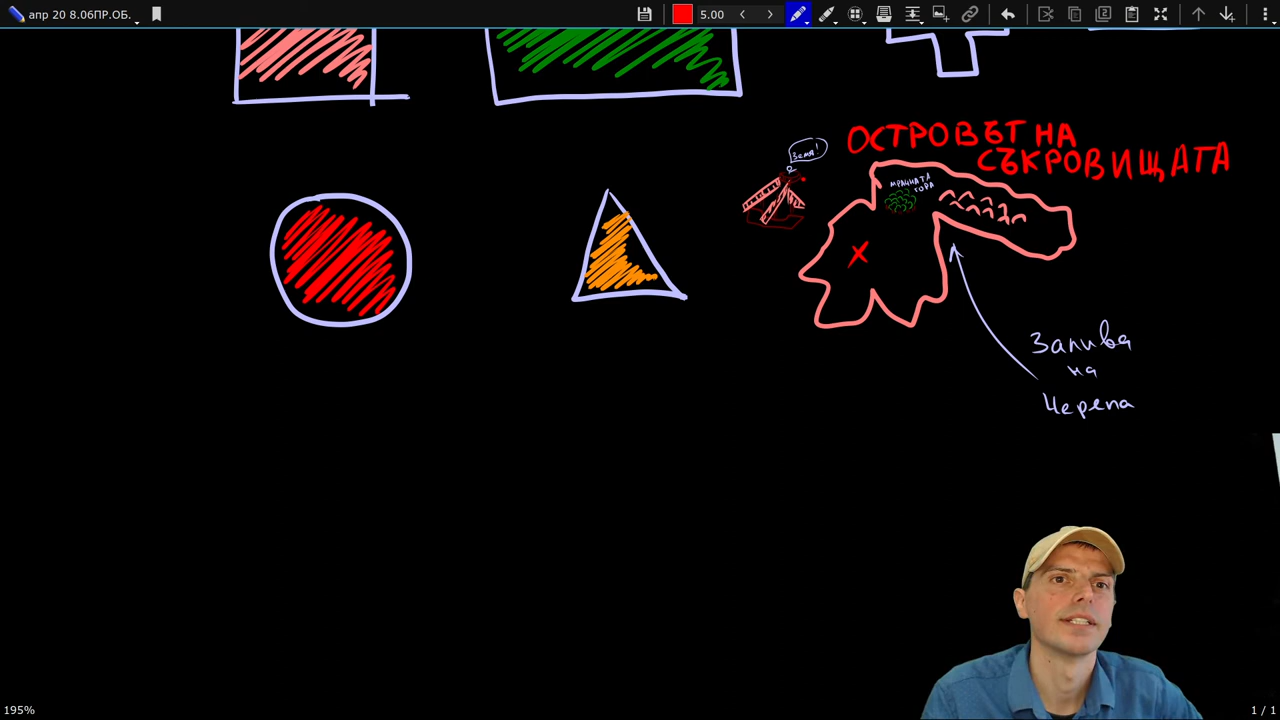 апр 20 8.06ПР.ОБ.
5.00
Земя!
ОСТРОВЪТ НА
СЪКРОВИЩАТА
МРАЧНАТА
ГОРА
Залива
на
Черепа
195%
1 / 1